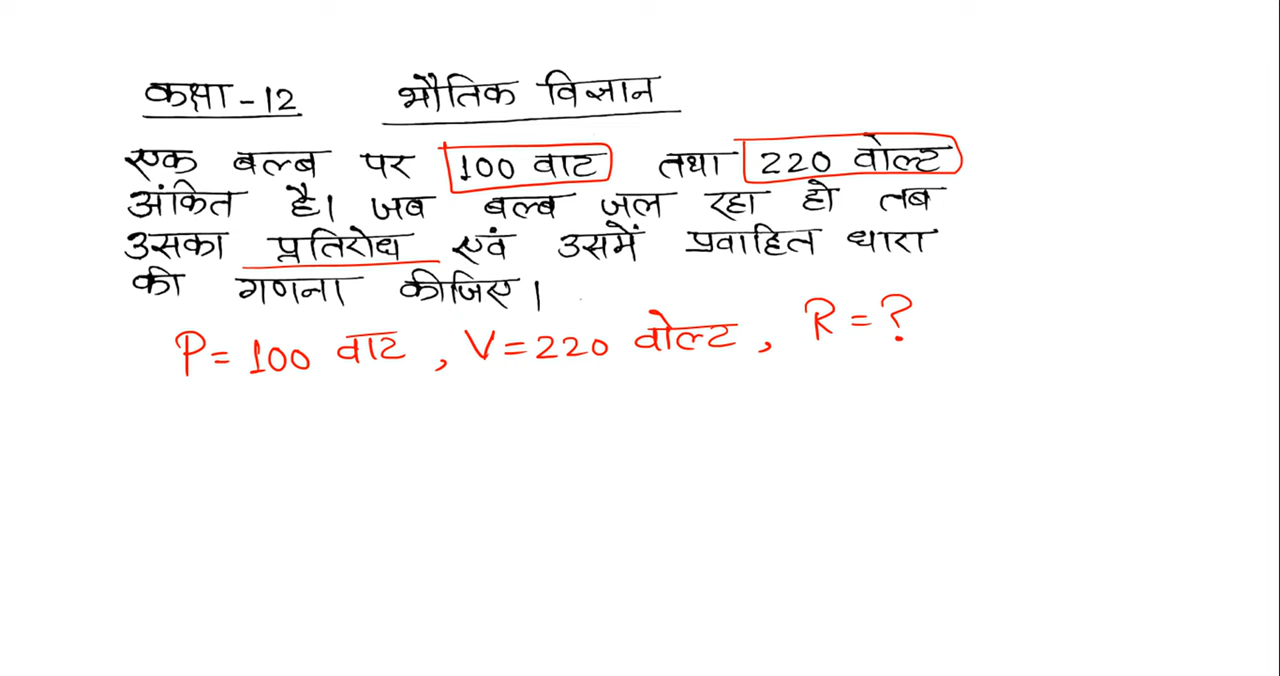 कक्षा -12 भौतिक विज्ञान
एक बल्ब पर 100 वाट तथा 220 वोल्ट
अंकित है। जब बल्ब जल रहा हो तब
उसका प्रतिरोध एवं उसमें प्रवाहित धारा
की गणना कीजिए।
P = 100 वाट , V = 220 वोल्ट , R = ?